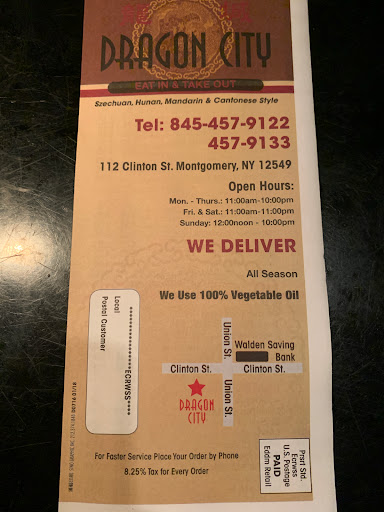 DRAGON CITY
EAT IN & TAKE OUT
Szechuan, Hunan, Mandarin & Cantonese Style
Tel: 845-457-9122
457-9133
112 Clinton St. Montgomery, NY 12549
Open Hours:
Mon. - Thurs.: 11:00am-10:00pm
Fri. & Sat.: 11:00am-11:00pm
Sunday: 12:00noon - 10:00pm
WE DELIVER
All Season
We Use 100% Vegetable Oil
Local
Postal Customer
Union St.
Walden Saving
Bank
Clinton St.
Clinton St.
Union St.
DRAGON
CITY
For Faster Service Place Your Order by Phone
8.25% Tax for Every Order
Prsrt Std.
Ecrwss
U.S. Postage
PAID
Eddm Retail